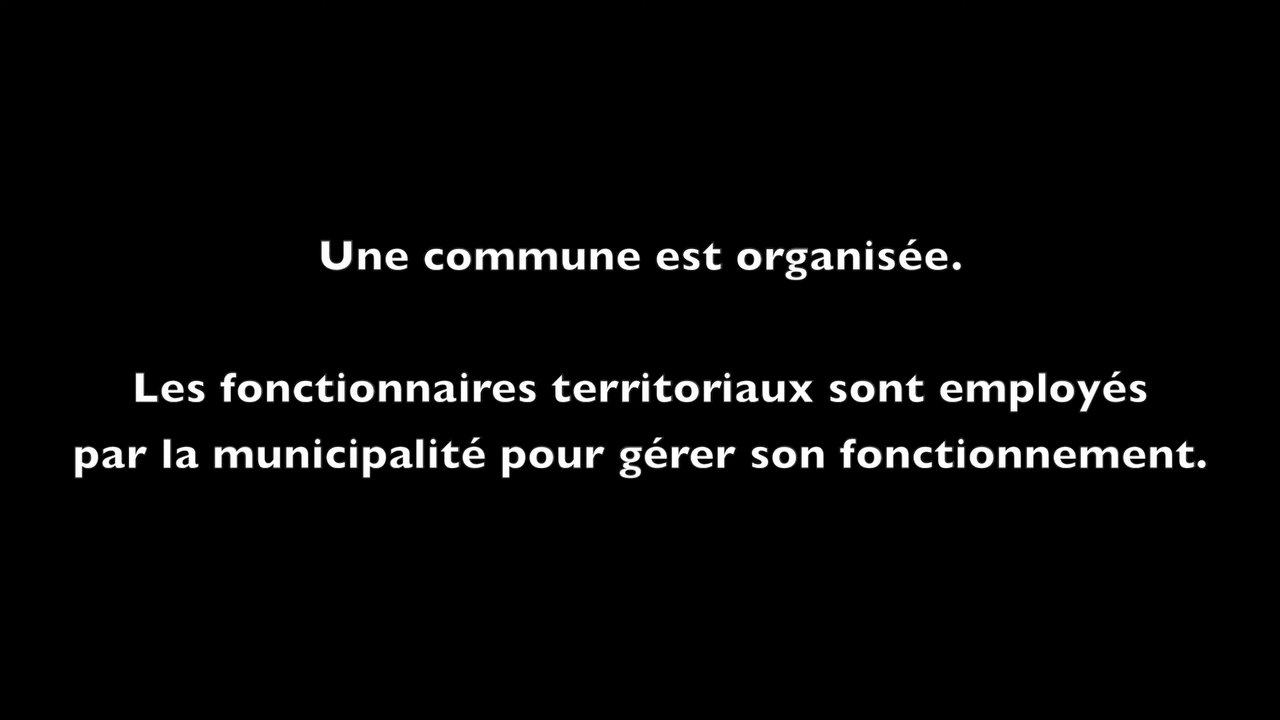 Une commune est organisée.
Les fonctionnaires territoriaux sont employés
par la municipalité pour gérer son fonctionnement.